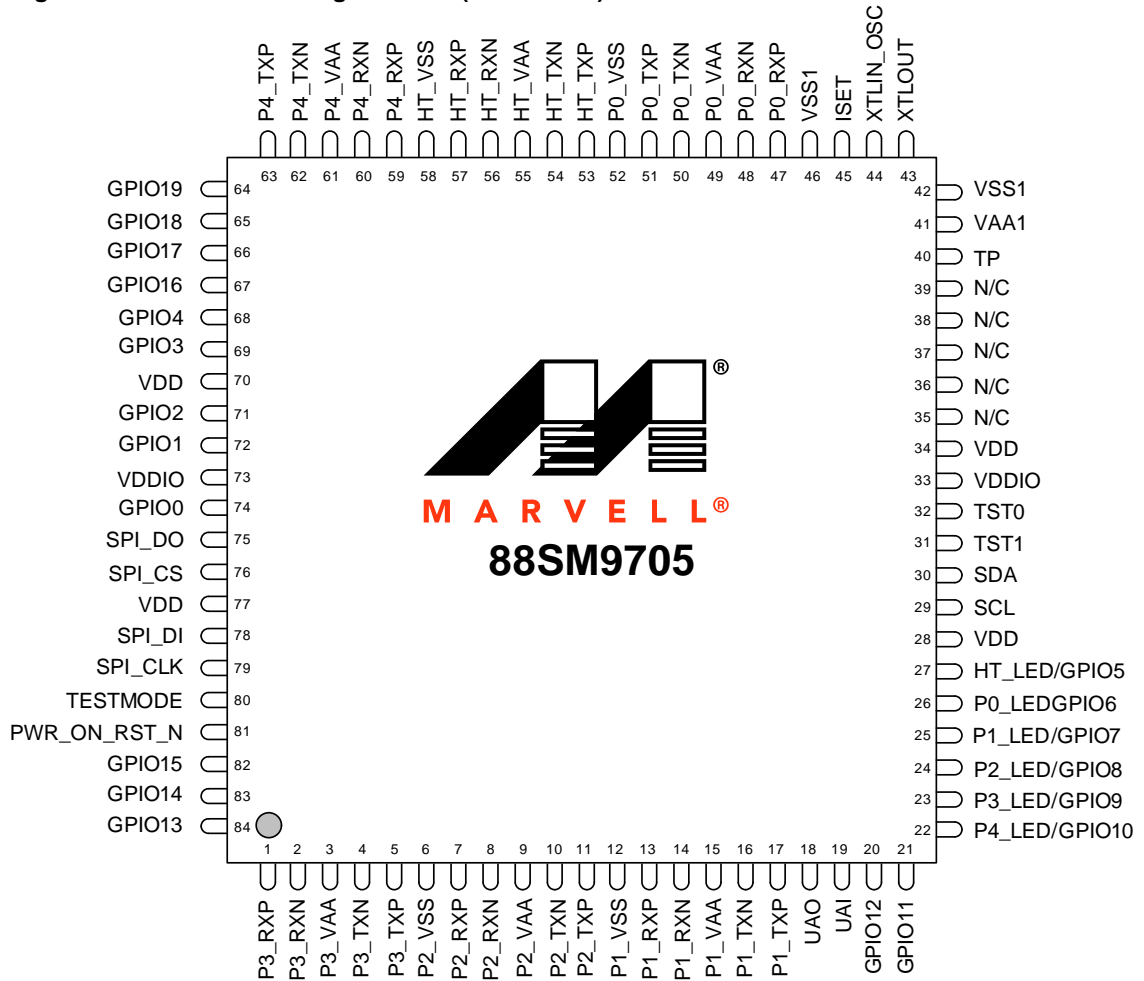 P4_TXP
P4_TXN
P4_VAA
P4_RXN
P4_RXP
HT_VSS
HT_RXP
HT_RXN
HT_VAA
HT_TXN
HT_TXP
P0_VSS
P0_TXP
P0_TXN
P0_VAA
P0_RXN
P0_RXP
VSS1
ISET
XTLIN_OSC
XTLOUT
63 62 61 60 59 58 57 56 55 54 53 52 51 50 49 48 47 46 45 44 43
GPIO19 64
GPIO18 65
GPIO17 66
GPIO16 67
GPIO4 68
GPIO3 69
VDD 70
GPIO2 71
GPIO1 72
VDDIO 73
GPIO0 74
SPI_DO 75
SPI_CS 76
VDD 77
SPI_DI 78
SPI_CLK 79
TESTMODE 80
PWR_ON_RST_N 81
GPIO15 82
GPIO14 83
GPIO13 84
®
MARVELL®
88SM9705
42 VSS1
41 VAA1
40 TP
39 N/C
38 N/C
37 N/C
36 N/C
35 N/C
34 VDD
33 VDDIO
32 TST0
31 TST1
30 SDA
29 SCL
28 VDD
27 HT_LED/GPIO5
26 P0_LEDGPIO6
25 P1_LED/GPIO7
24 P2_LED/GPIO8
23 P3_LED/GPIO9
22 P4_LED/GPIO10
1 2 3 4 5 6 7 8 9 10 11 12 13 14 15 16 17 18 19 20 21
P3_RXP
P3_RXN
P3_VAA
P3_TXN
P3_TXP
P2_VSS
P2_RXP
P2_RXN
P2_VAA
P2_TXN
P2_TXP
P1_VSS
P1_RXP
P1_RXN
P1_VAA
P1_TXN
P1_TXP
UAO
UAI
GPIO12
GPIO11